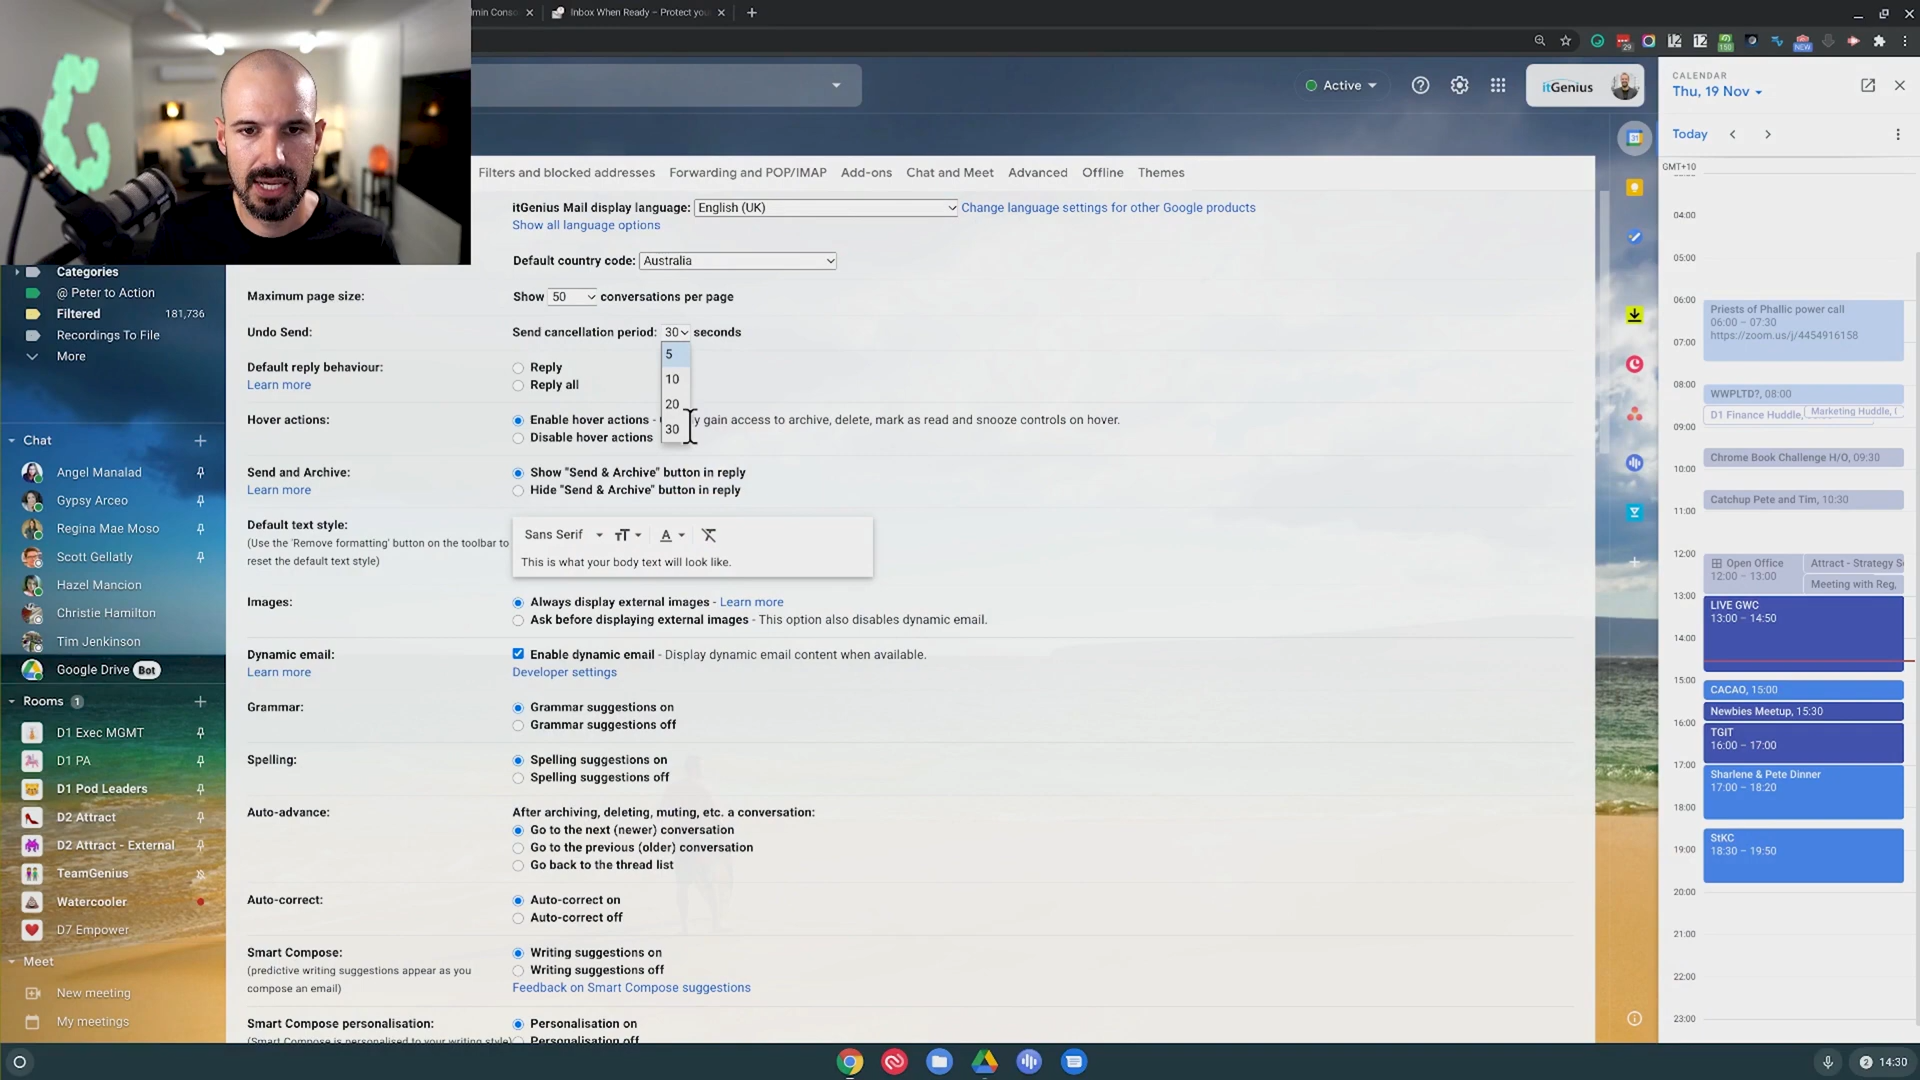 dmin Conso
Inbox When Ready – Protect you
29
150
NEW
Active
itGenius
Filters and blocked addresses
Forwarding and POP/IMAP
Add-ons
Chat and Meet
Advanced
Offline
Themes
itGenius Mail display language: English (UK) Change language settings for other Google products
Show all language options
Default country code: Australia
Maximum page size: Show 50 conversations per page
Undo Send: Send cancellation period: 30 seconds
5
10
20
30
Default reply behaviour: Reply
Learn more Reply all
Hover actions: Enable hover actions - y gain access to archive, delete, mark as read and snooze controls on hover.
Disable hover actions
Send and Archive: Show "Send & Archive" button in reply
Learn more Hide "Send & Archive" button in reply
Default text style:
(Use the 'Remove formatting' button on the toolbar to
reset the default text style)
Sans Serif
This is what your body text will look like.
Images: Always display external images - Learn more
Ask before displaying external images - This option also disables dynamic email.
Dynamic email: Enable dynamic email - Display dynamic email content when available.
Learn more Developer settings
Grammar: Grammar suggestions on
Grammar suggestions off
Spelling: Spelling suggestions on
Spelling suggestions off
Auto-advance: After archiving, deleting, muting, etc. a conversation:
Go to the next (newer) conversation
Go to the previous (older) conversation
Go back to the thread list
Auto-correct: Auto-correct on
Auto-correct off
Smart Compose: Writing suggestions on
(predictive writing suggestions appear as you Writing suggestions off
compose an email) Feedback on Smart Compose suggestions
Smart Compose personalisation: Personalisation on
(Smart Compose is personalised to your writing style) Personalisation off
Categories
@ Peter to Action
Filtered 181,736
Recordings To File
More
Chat
Angel Manalad
Gypsy Arceo
Regina Mae Moso
Scott Gellatly
Hazel Mancion
Christie Hamilton
Tim Jenkinson
Google Drive Bot
Rooms 1
D1 Exec MGMT
D1 PA
D1 Pod Leaders
D2 Attract
D2 Attract - External
TeamGenius
Watercooler
D7 Empower
Meet
New meeting
My meetings
CALENDAR
Thu, 19 Nov
Today
GMT+10
04:00
05:00
06:00
07:00
08:00
09:00
10:00
11:00
12:00
13:00
14:00
15:00
16:00
17:00
18:00
19:00
20:00
21:00
22:00
23:00
Priests of Phallic power call
06:00 – 07:30
https://zoom.us/j/4454916158
WWPLTD?, 08:00
D1 Finance Huddle,
Marketing Huddle, (
Chrome Book Challenge H/O, 09:30
Catchup Pete and Tim, 10:30
Open Office
12:00 – 13:00
Attract - Strategy S
Meeting with Reg,
LIVE GWC
13:00 – 14:50
CACAO, 15:00
Newbies Meetup, 15:30
TGIT
16:00 – 17:00
Sharlene & Pete Dinner
17:00 – 18:20
StKC
18:30 – 19:50
2 14:30